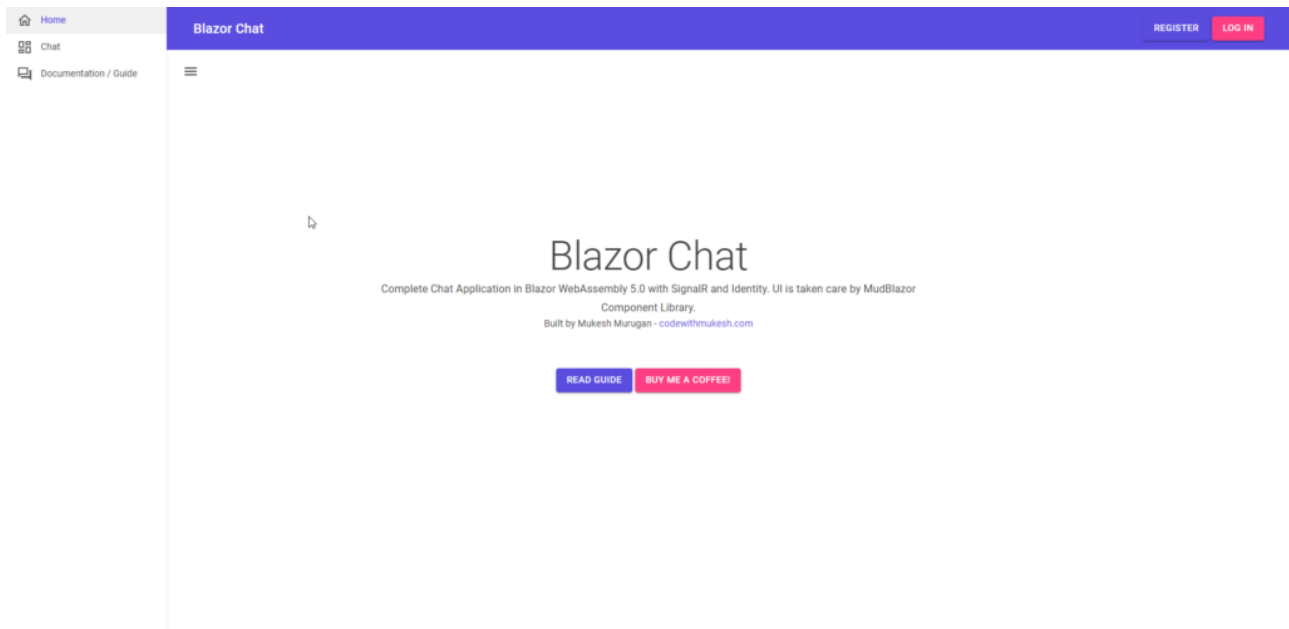 Home
Chat
Documentation / Guide
Blazor Chat
REGISTER
LOG IN
Blazor Chat
Complete Chat Application in Blazor WebAssembly 5.0 with SignalR and Identity. UI is taken care by MudBlazor
Component Library.
Built by Mukesh Murugan - codewithmukesh.com
READ GUIDE
BUY ME A COFFEE!